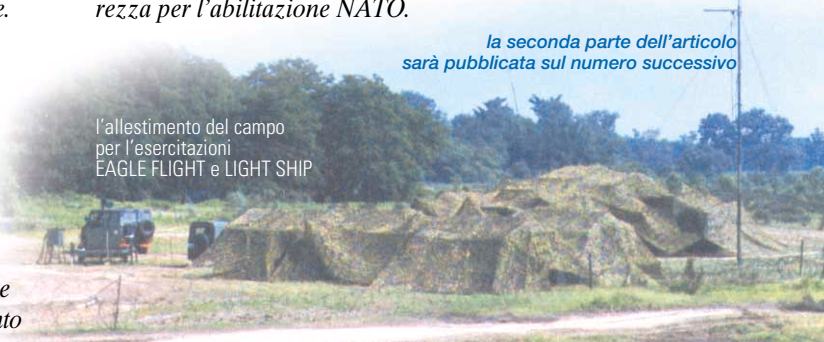 e.
rezza per l'abilitazione NATO.
la seconda parte dell'articolo
sarà pubblicata sul numero successivo
l'allestimento del campo
per l'esercitazioni
EAGLE FLIGHT e LIGHT SHIP
e
nto